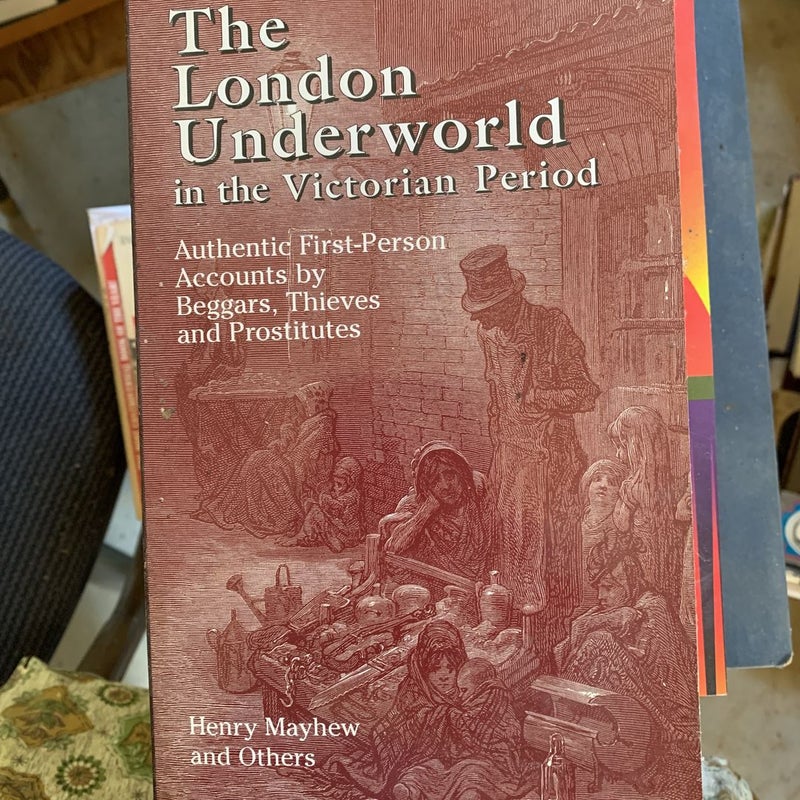 The
London
Underworld
in the Victorian Period
Authentic First-Person
Accounts by
Beggars, Thieves
and Prostitutes
Henry Mayhew
and Others